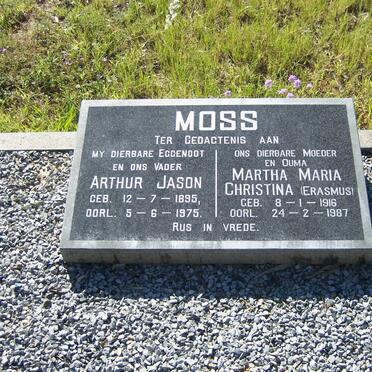 MOSS
TER GEDACTENIS AAN
MY DIERBARE EGGENOOT
EN ONS VADER
ARTHUR JASON
GEB. 12-7-1895,
OORL. 5-6-1975.
ONS DIERBARE MOEDER
EN OUMA
MARTHA MARIA
CHRISTINA (ERASMUS)
GEB. 8-1-1916
OORL. 24-2-1987
RUS IN VREDE.